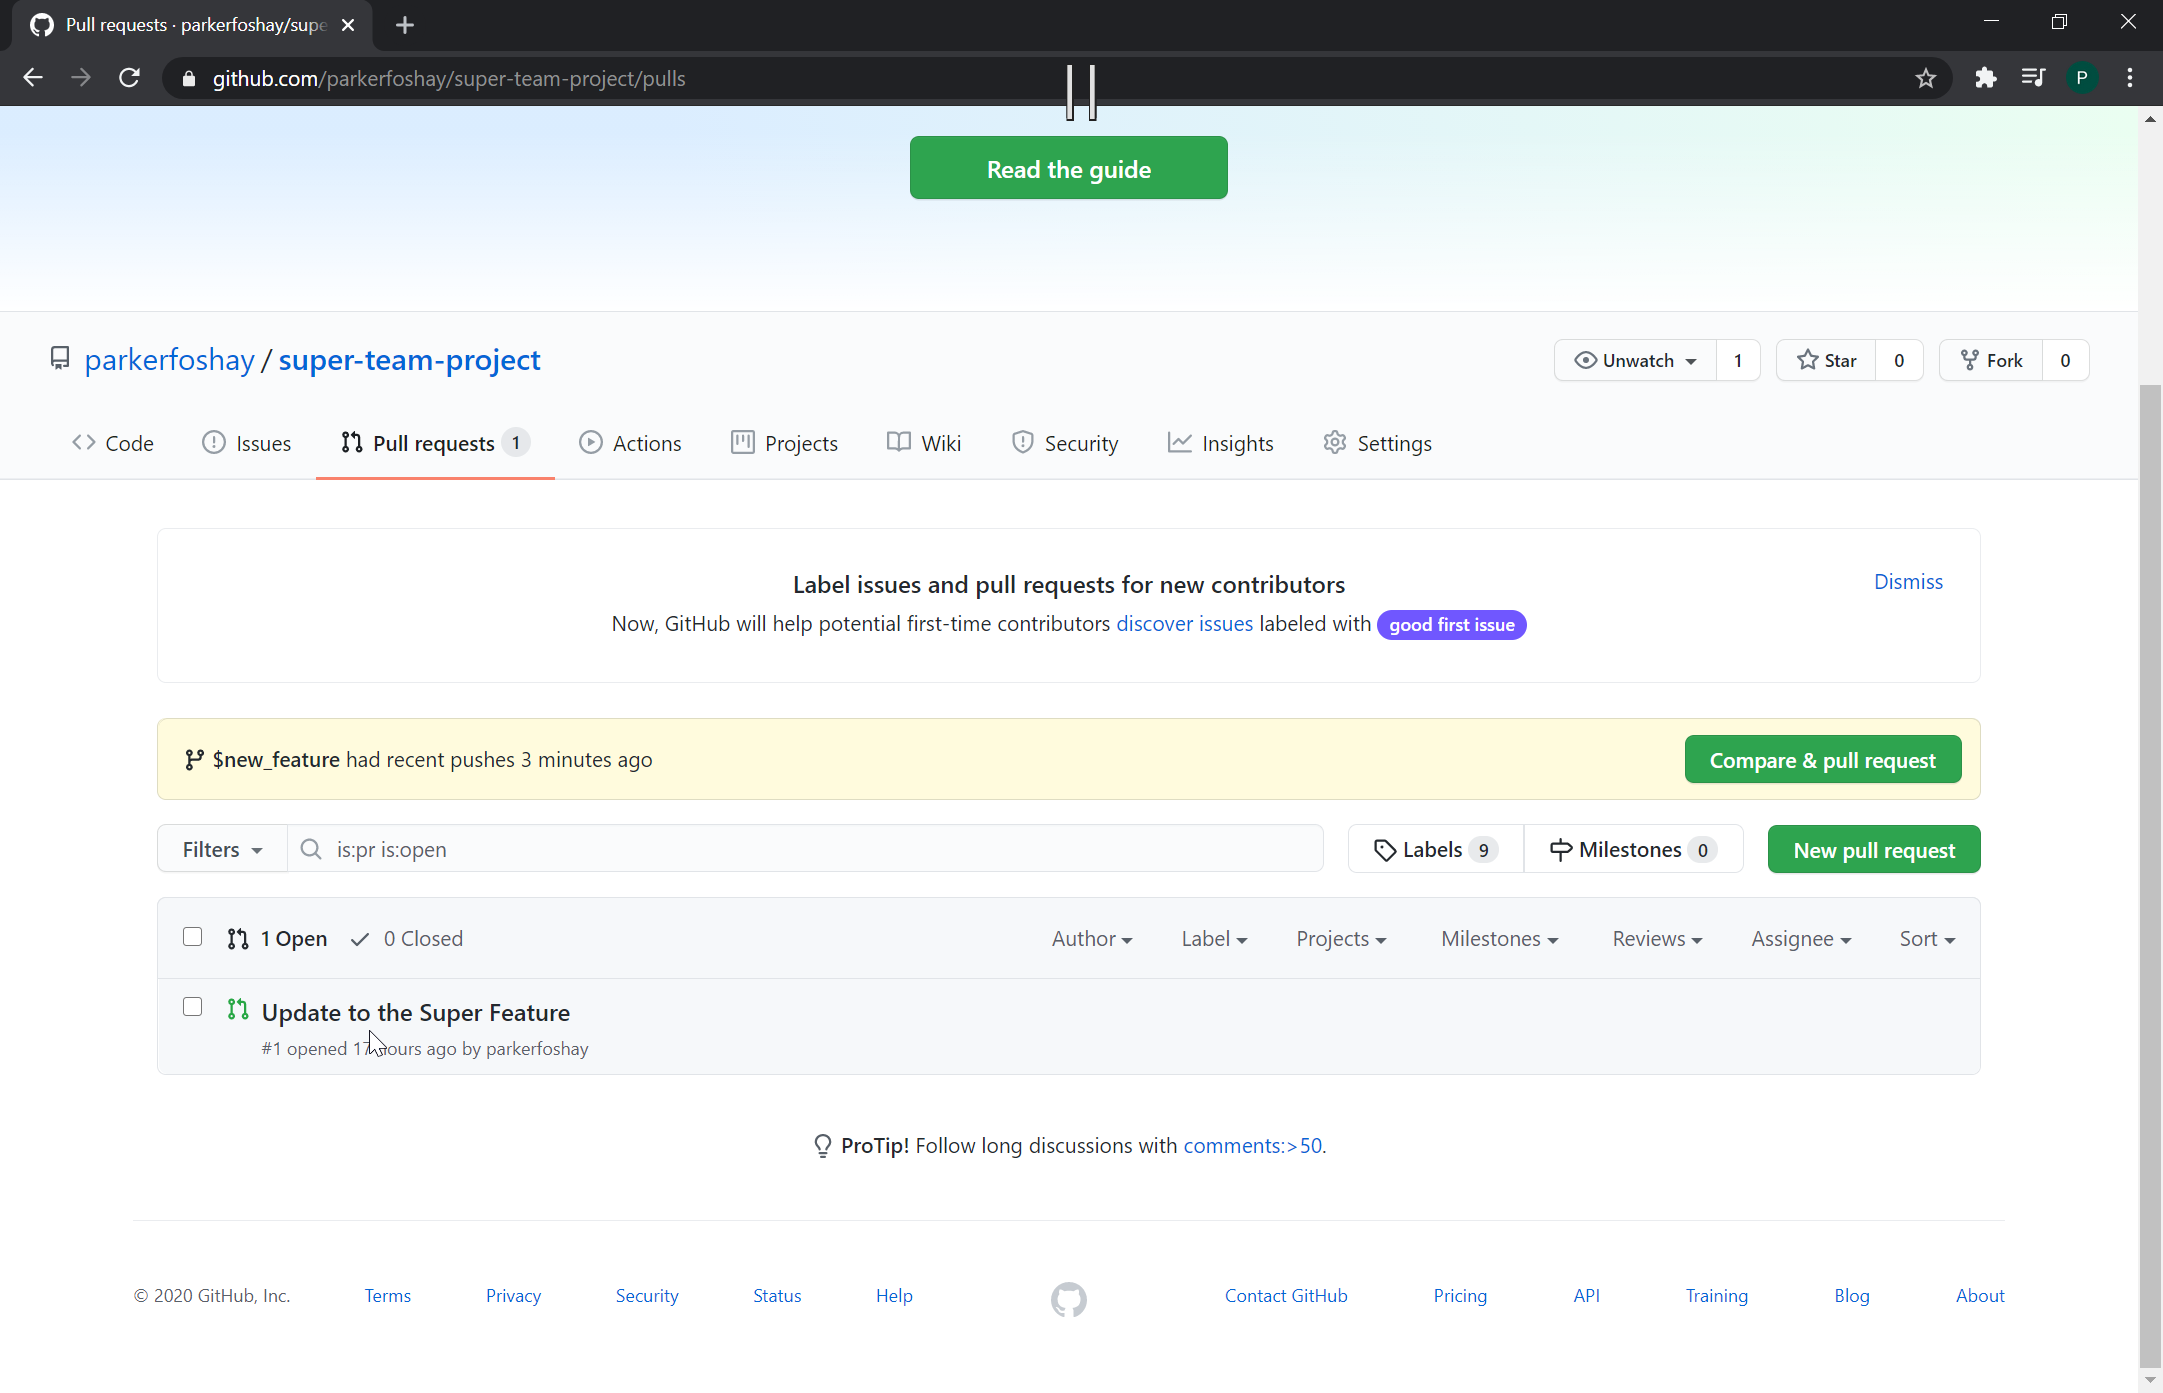 Pull requests · parkerfoshay/supe
github.com/parkerfoshay/super-team-project/pulls
P
Read the guide
parkerfoshay / super-team-project
Unwatch 1 Star 0 Fork 0
Code Issues Pull requests 1 Actions Projects Wiki Security Insights Settings
Label issues and pull requests for new contributors
Dismiss
Now, GitHub will help potential first-time contributors discover issues labeled with good first issue
$new_feature had recent pushes 3 minutes ago
Compare & pull request
Filters is:pr is:open Labels 9 Milestones 0 New pull request
1 Open 0 Closed Author Label Projects Milestones Reviews Assignee Sort
Update to the Super Feature
#1 opened 17 hours ago by parkerfoshay
ProTip! Follow long discussions with comments:>50.
© 2020 GitHub, Inc. Terms Privacy Security Status Help Contact GitHub Pricing API Training Blog About